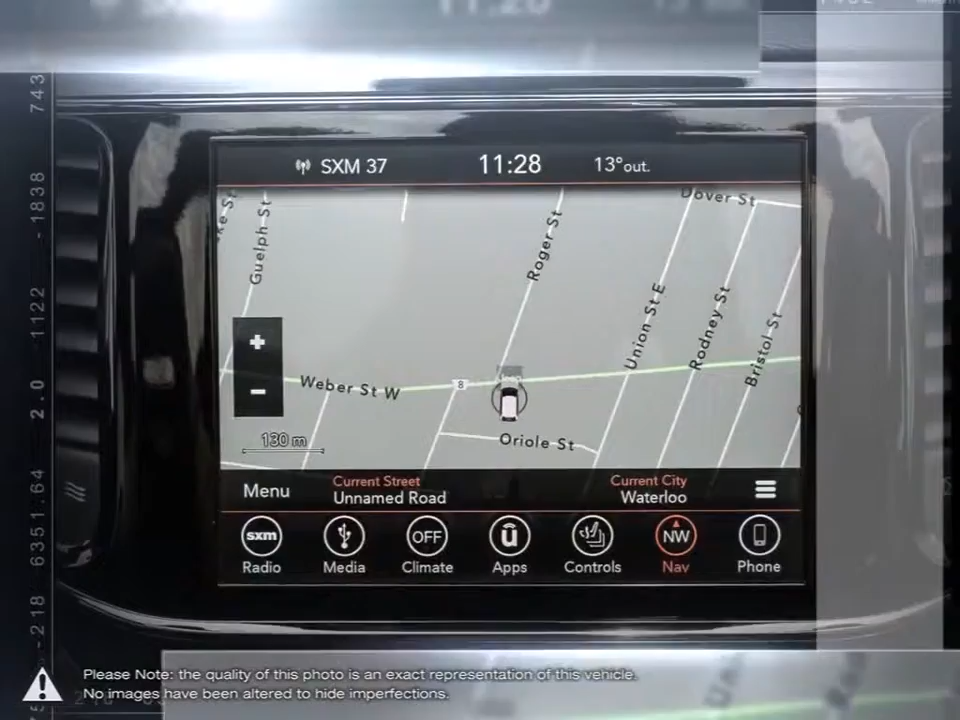 11:28
SXM 37 11:28 13° out.
Dover St
Guelph St
Roger St
Union St E
Rodney St
Bristol St
+
Weber St W
8
-
130 m
Oriole St
Menu
Current Street
Unnamed Road
Current City
Waterloo
sxm OFF u NW
Radio Media Climate Apps Controls Nav Phone
743
-1838
1122
2.0
6351.64
-218
Please Note: the quality of this photo is an exact representation of this vehicle.
No images have been altered to hide imperfections.